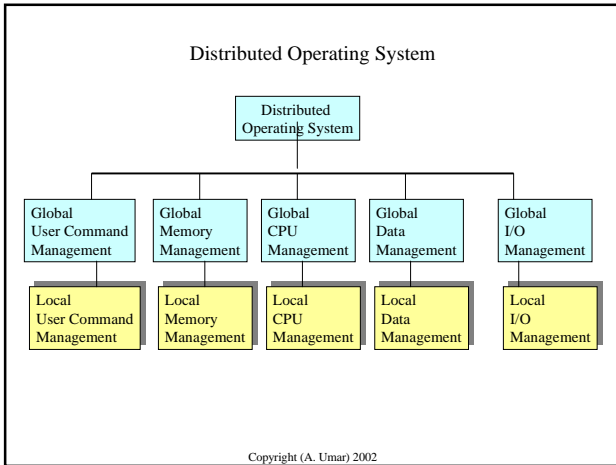 Distributed Operating System
Distributed
Operating System
Global
User Command
Management
Global
Memory
Management
Global
CPU
Management
Global
Data
Management
Global
I/O
Management
Local
User Command
Management
Local
Memory
Management
Local
CPU
Management
Local
Data
Management
Local
I/O
Management
Copyright (A. Umar) 2002